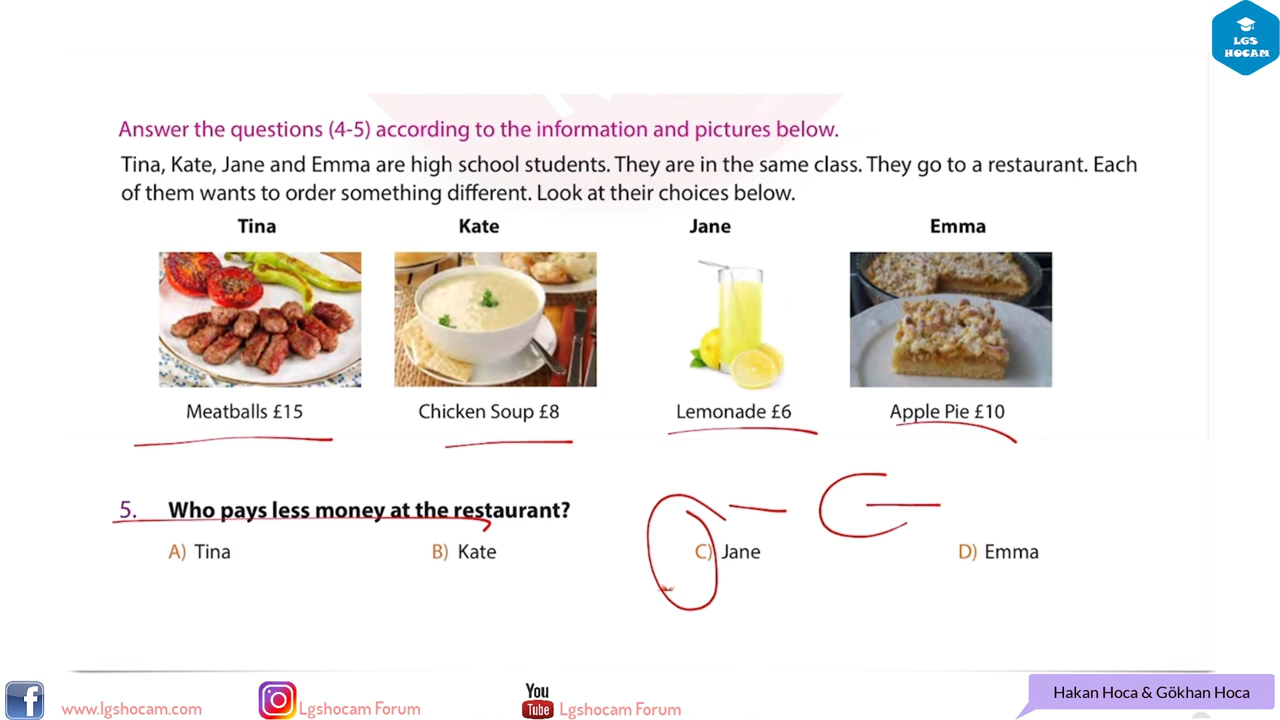 LGS
HOCAM
Answer the questions (4-5) according to the information and pictures below.
Tina, Kate, Jane and Emma are high school students. They are in the same class. They go to a restaurant. Each
of them wants to order something different. Look at their choices below.
Tina Kate Jane Emma
Meatballs £15 Chicken Soup £8 Lemonade £6 Apple Pie £10
5. Who pays less money at the restaurant?
A) Tina B) Kate C) Jane D) Emma
www.lgshocam.com Lgshocam Forum You Tube Lgshocam Forum Hakan Hoca & Gökhan Hoca